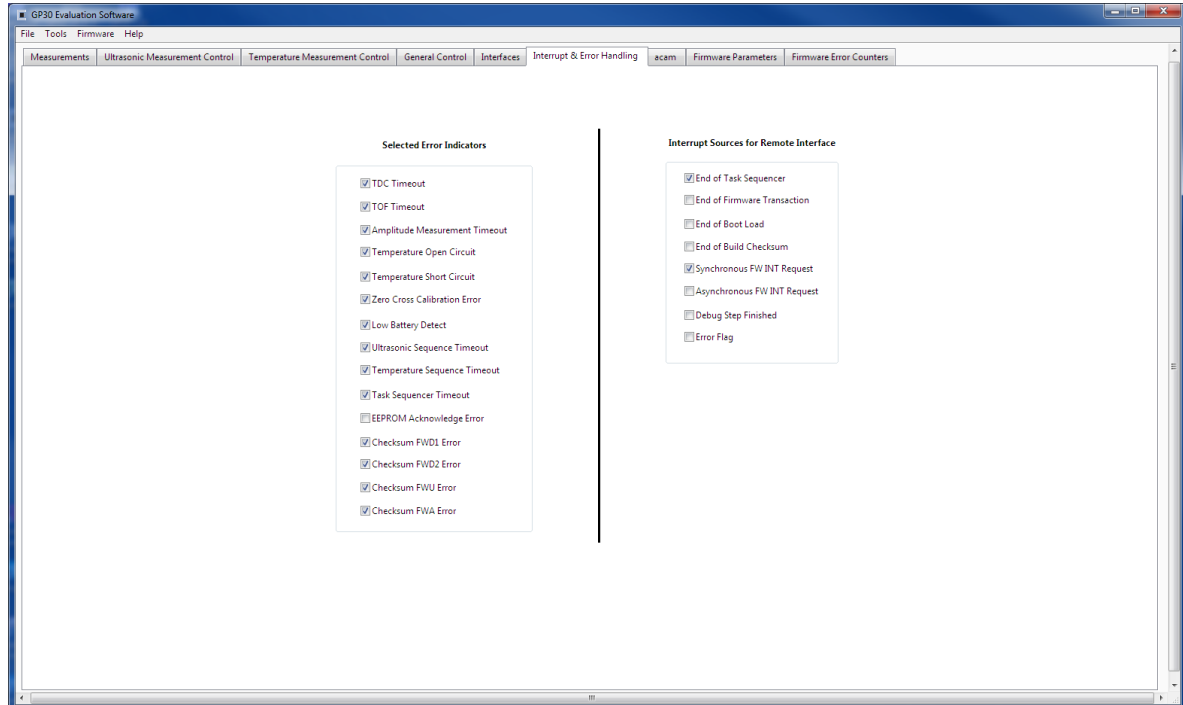 GP30 Evaluation Software
File Tools Firmware Help
Measurements Ultrasonic Measurement Control Temperature Measurement Control General Control Interfaces Interrupt & Error Handling acam Firmware Parameters Firmware Error Counters
Selected Error Indicators
TDC Timeout
TOF Timeout
Amplitude Measurement Timeout
Temperature Open Circuit
Temperature Short Circuit
Zero Cross Calibration Error
Low Battery Detect
Ultrasonic Sequence Timeout
Temperature Sequence Timeout
Task Sequencer Timeout
EEPROM Acknowledge Error
Checksum FWD1 Error
Checksum FWD2 Error
Checksum FWU Error
Checksum FWA Error
Interrupt Sources for Remote Interface
End of Task Sequencer
End of Firmware Transaction
End of Boot Load
End of Build Checksum
Synchronous FW INT Request
Asynchronous FW INT Request
Debug Step Finished
Error Flag